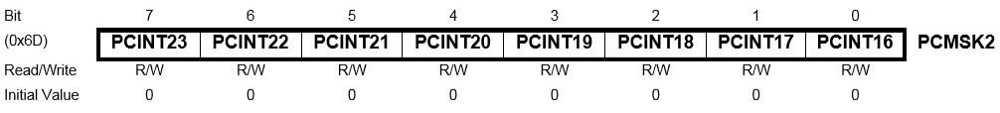 Bit 7 6 5 4 3 2 1 0
(0x6D) PCINT23 PCINT22 PCINT21 PCINT20 PCINT19 PCINT18 PCINT17 PCINT16 PCMSK2
Read/Write R/W R/W R/W R/W R/W R/W R/W R/W
Initial Value 0 0 0 0 0 0 0 0